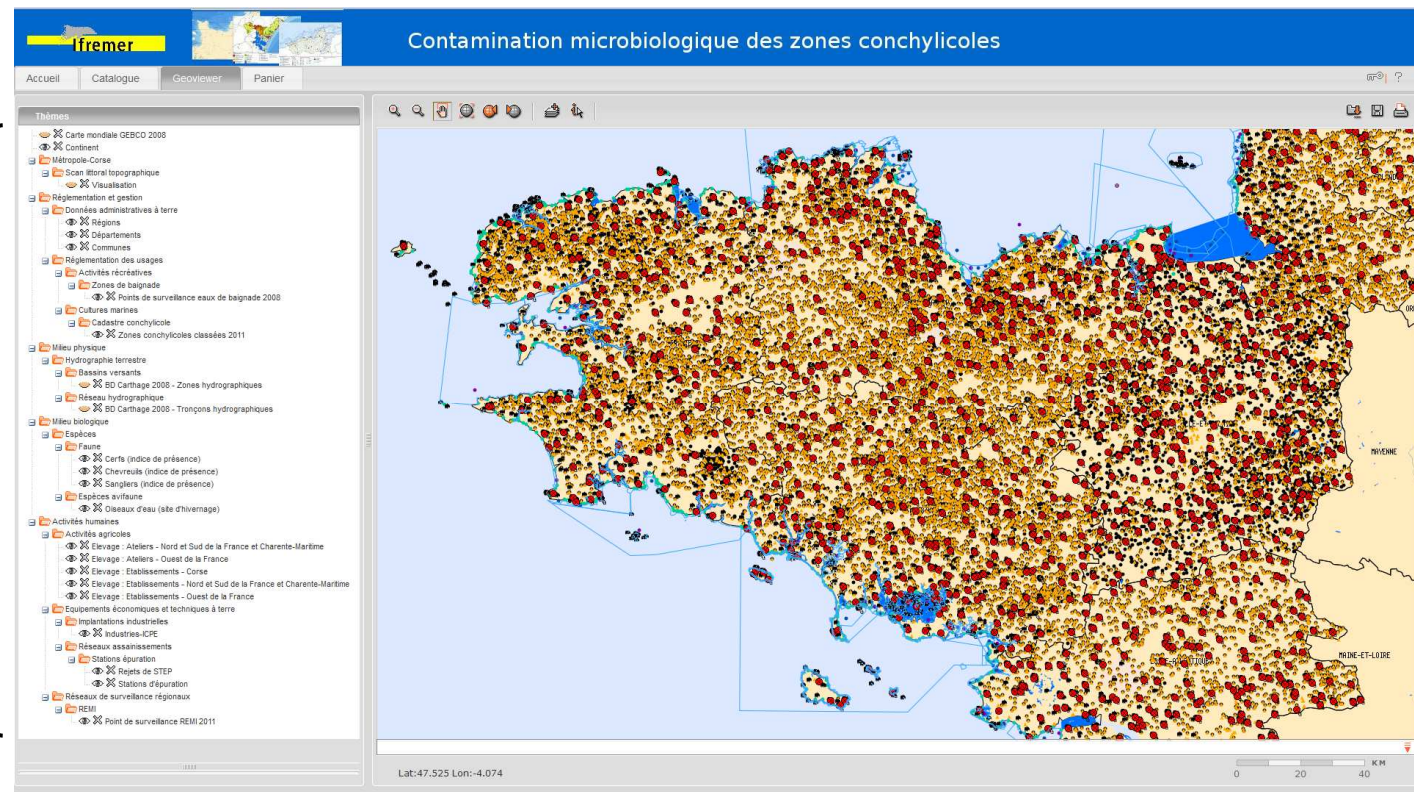 Ifremer
Contamination microbiologique des zones conchylicoles
Accueil Catalogue Geoviewer Panier
?
Thèmes
Carte mondiale GEBCO 2008
Continent
Métropole-Corse
Scan littoral topographique
Visualisation
Réglementation et gestion
Données administratives à terre
Régions
Départements
Communes
Réglementation des usages
Activités récréatives
Zones de baignade
Points de surveillance eaux de baignade 2008
Cultures marines
Cadastre conchylicole
Zones conchylicoles classées 2011
Milieu physique
Hydrographie terrestre
Bassins versants
BD Carthage 2008 - Zones hydrographiques
Réseau hydrographique
BD Carthage 2008 - Tronçons hydrographiques
Milieu biologique
Espèces
Faune
Cerfs (indice de présence)
Chevreuils (indice de présence)
Sangliers (indice de présence)
Espèces avifaune
Oiseaux d'eau (site d'hivernage)
Activités humaines
Activités agricoles
Elevage : Ateliers - Nord et Sud de la France et Charente-Maritime
Elevage : Ateliers - Ouest de la France
Elevage : Etablissements - Corse
Elevage : Etablissements - Nord et Sud de la France et Charente-Maritime
Elevage : Etablissements - Ouest de la France
Equipements économiques et techniques à terre
Implantations industrielles
Industries-ICPE
Réseaux assainissements
Stations épuration
Rejets de STEP
Stations d'épuration
Réseaux de surveillance régionaux
REMI
Point de surveillance REMI 2011
MAYENNE
MAINE-ET-LOIRE
Lat:47.525 Lon:-4.074
KM
0 20 40